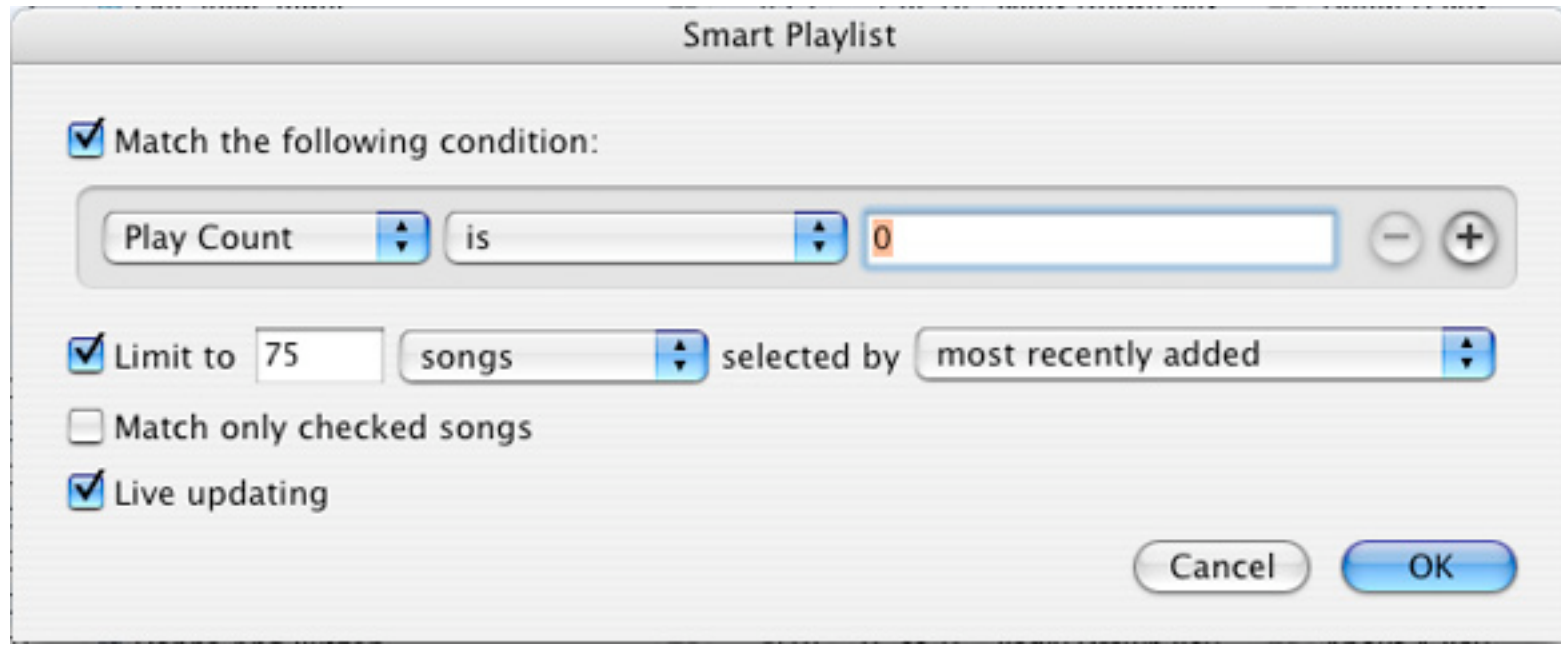 Smart Playlist
Match the following condition:
Play Count is 0
Limit to 75 songs selected by most recently added
Match only checked songs
Live updating
Cancel OK